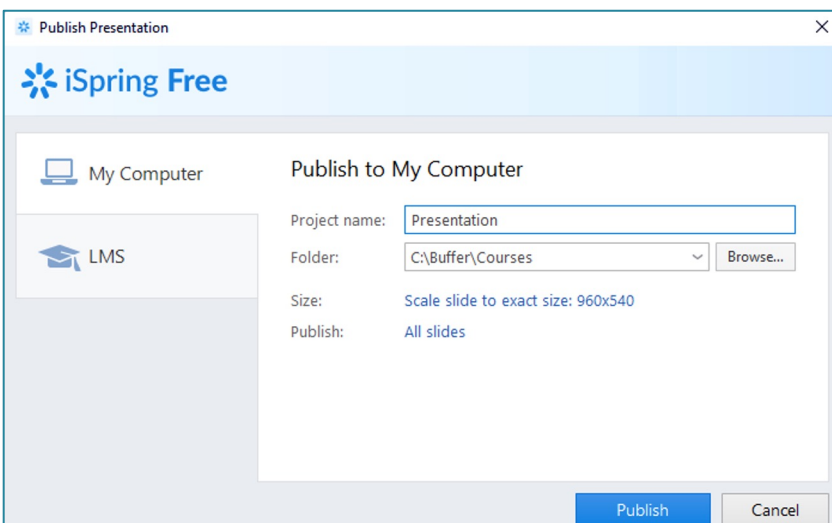 Publish Presentation
iSpring Free
My Computer
LMS
Publish to My Computer
Project name: Presentation
Folder: C:\Buffer\Courses Browse...
Size: Scale slide to exact size: 960x540
Publish: All slides
Publish Cancel